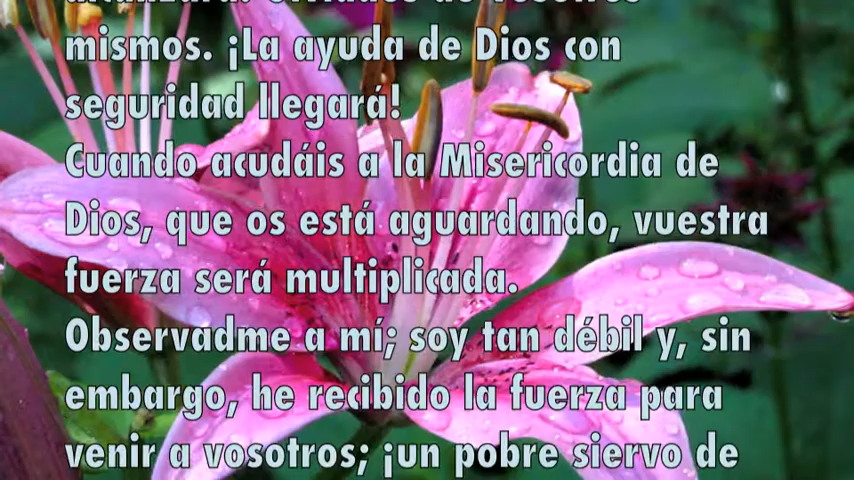 mismos. ¡La ayuda de Dios con
seguridad llegará!
Cuando acudáis a la Misericordia de
Dios, que os está aguardando, vuestra
fuerza será multiplicada.
Observadme a mí; soy tan débil y, sin
embargo, he recibido la fuerza para
venir a vosotros; ¡un pobre siervo de